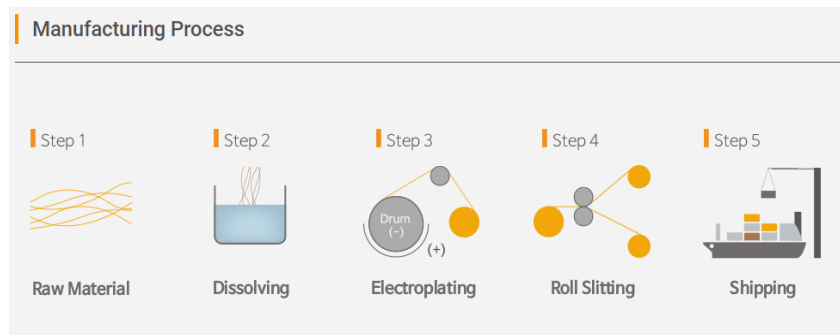 Manufacturing Process
Step 1
Step 2
Step 3
Step 4
Step 5
Drum
(-)
(+)
Raw Material
Dissolving
Electroplating
Roll Slitting
Shipping